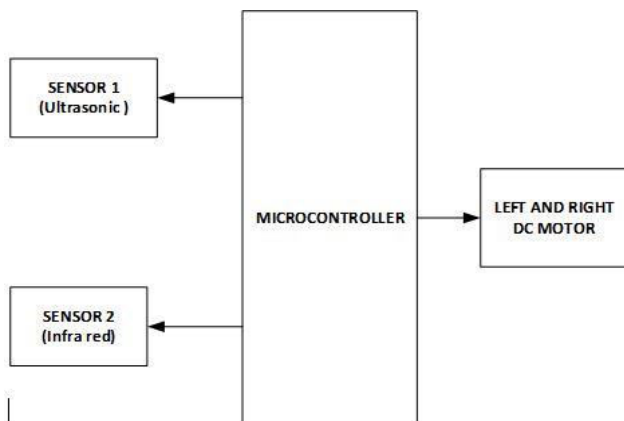 SENSOR 1
(Ultrasonic )
MICROCONTROLLER
LEFT AND RIGHT
DC MOTOR
SENSOR 2
(Infra red)